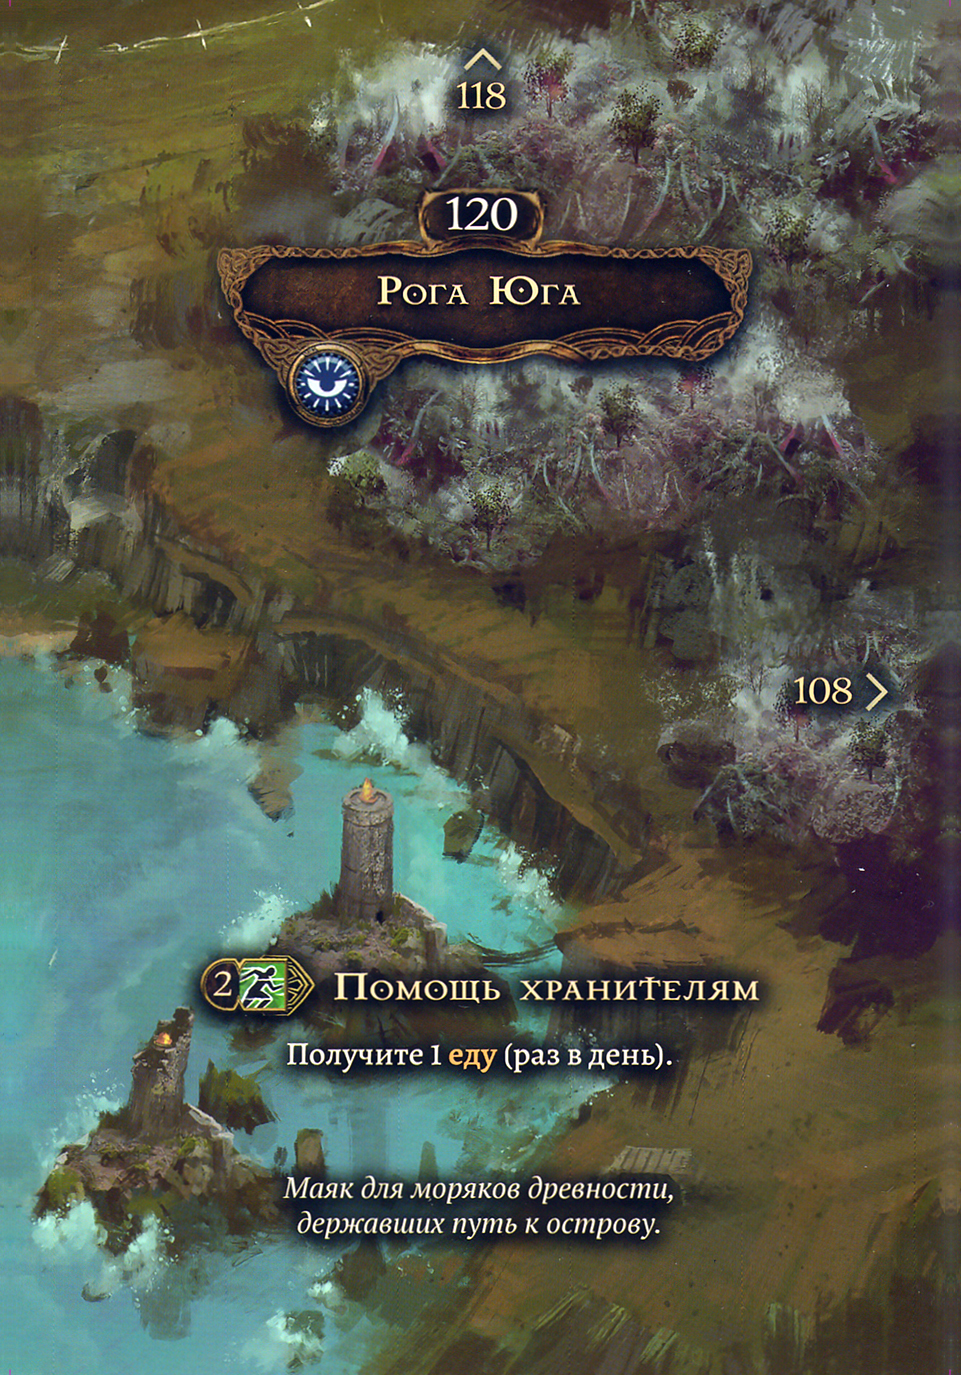 118
120
Рога Юга
108
2 Помощь хранителям
Получите 1 еду (раз в день).
Маяк для моряков древности,
державших путь к острову.